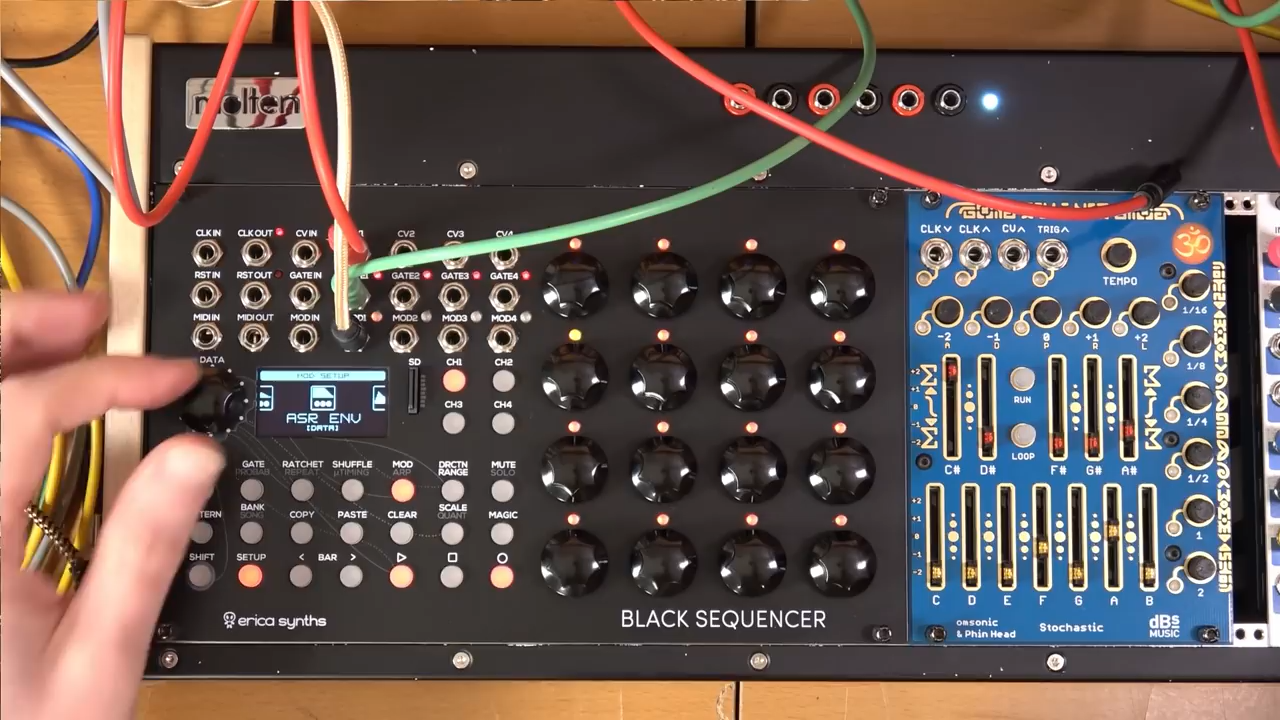 molten
CLK IN CLK OUT CV IN 1 CV2 CV3 CV4
RST IN RST OUT GATE IN GATE2 GATE3 GATE4
MIDI IN MIDI OUT MOD IN MOD2 MOD3 MOD4
DATA SD CH1 CH2
MOD SETUP
ASR ENV
[DATA]
CH3 CH4
GATE RATCHET SHUFFLE MOD DRCTN MUTE
REPEAT TIMING ARP RANGE SOLO
BANK COPY PASTE CLEAR SCALE MAGIC
SONG QUANT
SHIFT SETUP < BAR >
erica synths
BLACK SEQUENCER
CLK CLK CV TRIG
TEMPO
1/16
-2 -1 0 +1 +2
A D P R L
1/8
RUN
1/4
LOOP
C# D# F# G# A#
1/2
1
2
C D E F G A B
omsonic
& Phin Head Stochastic dBs
MUSIC